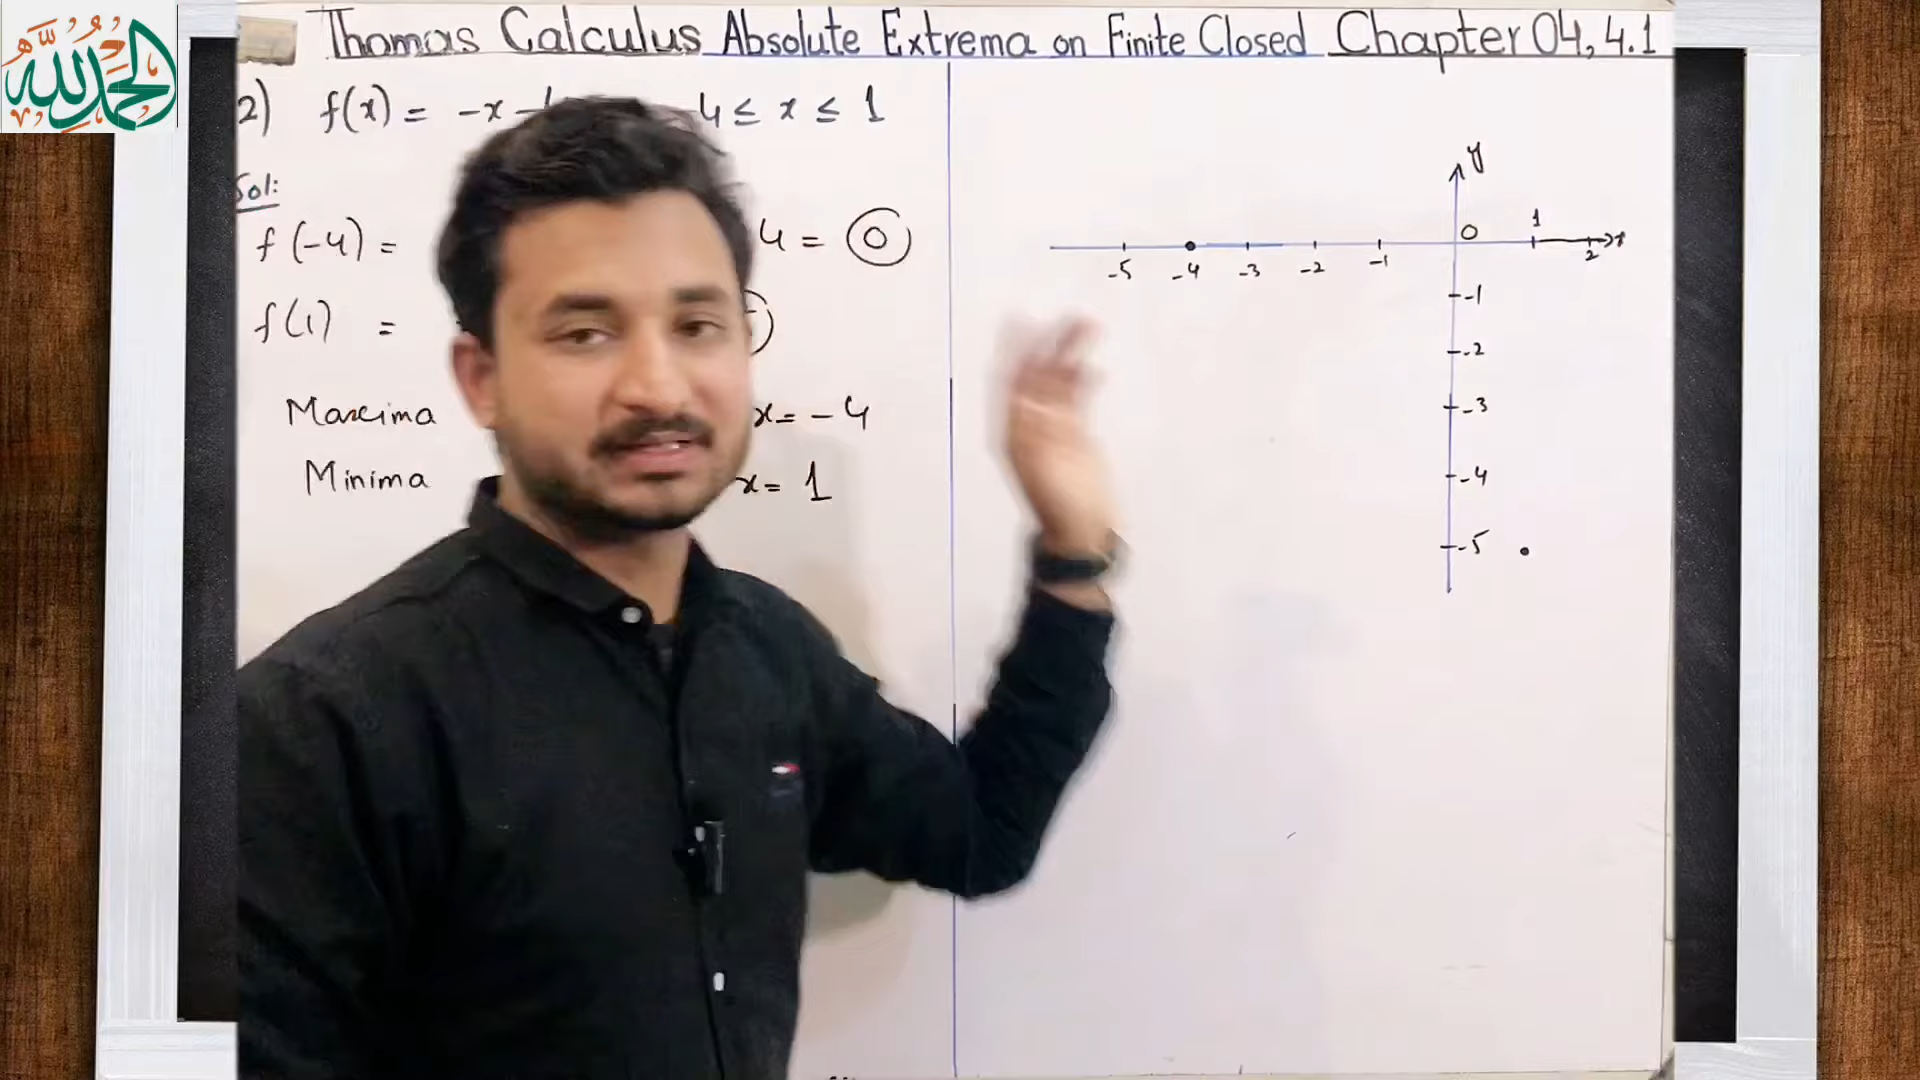 الحمد لله
Thomas Calculus Absolute Extrema on Finite Closed Chapter 04, 4.1
2) f(x) = -x - 4 ≤ x ≤ 1
Sol:
f(-4) = 4 = 0
f(1) =
Maxima x = -4
Minima x = 1
y
0 1 2 x
-5 -4 -3 -2 -1
-1
-2
-3
-4
-5